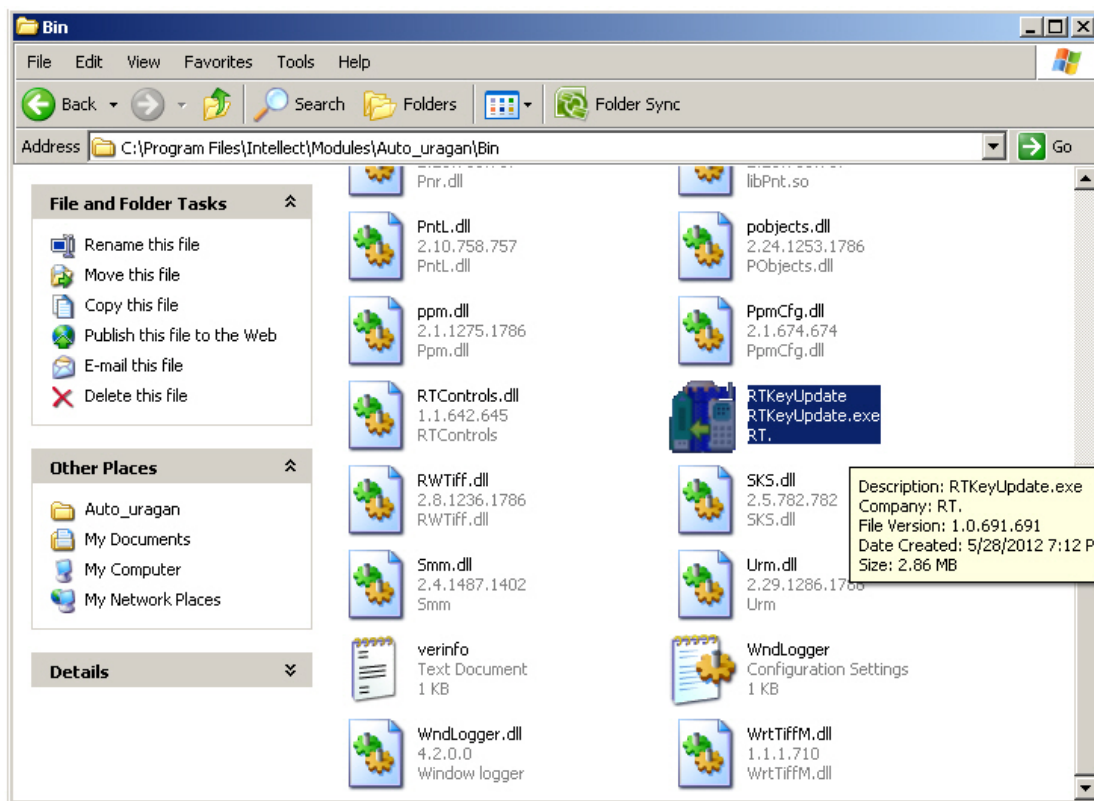 Bin
File Edit View Favorites Tools Help
Back Search Folders Folder Sync
Address C:\Program Files\Intellect\Modules\Auto_uragan\Bin Go
File and Folder Tasks
Rename this file
Move this file
Copy this file
Publish this file to the Web
E-mail this file
Delete this file
Other Places
Auto_uragan
My Documents
My Computer
My Network Places
Details
Pnr.dll
libPnt.so
PntL.dll
2.10.758.757
PntL.dll
pobjects.dll
2.24.1253.1786
PObjects.dll
ppm.dll
2.1.1275.1786
Ppm.dll
PpmCfg.dll
2.1.674.674
PpmCfg.dll
RTControls.dll
1.1.642.645
RTControls
RTKeyUpdate
RTKeyUpdate.exe
RT.
RWTiff.dll
2.8.1236.1786
RWTiff.dll
SKS.dll
2.5.782.782
SKS.dll
Description: RTKeyUpdate.exe
Company: RT.
File Version: 1.0.691.691
Date Created: 5/28/2012 7:12 P
Size: 2.86 MB
Smm.dll
2.4.1487.1402
Smm
Urm.dll
Urm
verinfo
Text Document
1 KB
WndLogger
Configuration Settings
1 KB
WndLogger.dll
4.2.0.0
Window logger
WrtTiffM.dll
1.1.1.710
WrtTiffM.dll